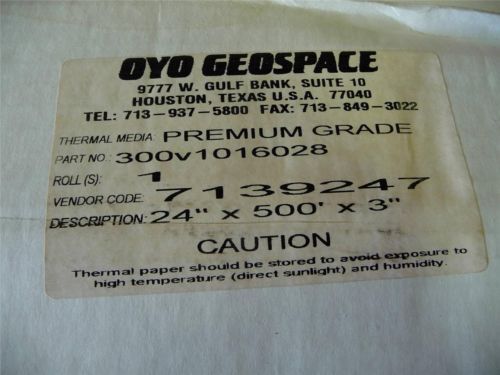 OYO GEOSPACE
9777 W. GULF BANK, SUITE 10
HOUSTON, TEXAS U.S.A. 77040
TEL: 713-937-5800 FAX: 713-849-3022
THERMAL MEDIA: PREMIUM GRADE
PART NO.: 300v1016028
ROLL (S): 1
VENDOR CODE: 7139247
DESCRIPTION: 24" x 500' x 3"
CAUTION
Thermal paper should be stored to avoid exposure to
high temperature (direct sunlight) and humidity.